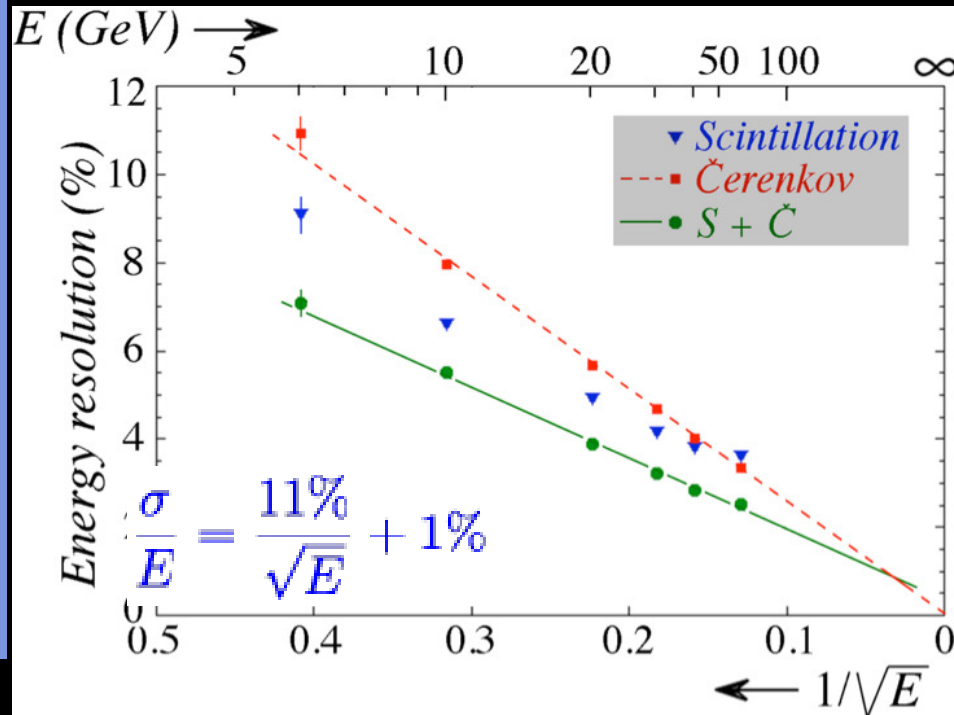 E (GeV) →
5 10 20 50 100 ∞
12
10
8
6
4
0
Energy resolution (%)
Scintillation
Čerenkov
S + Č
σ/E = 11%/√E + 1%
0.5 0.4 0.3 0.2 0.1 0
← 1/√E